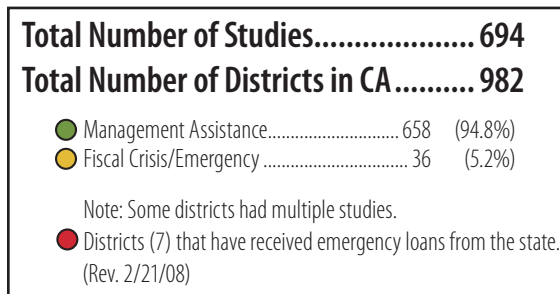 Total Number of Studies.................... 694
Total Number of Districts in CA.......... 982
Management Assistance............................ 658 (94.8%)
Fiscal Crisis/Emergency ............................... 36 (5.2%)
Note: Some districts had multiple studies.
Districts (7) that have received emergency loans from the state.
(Rev. 2/21/08)